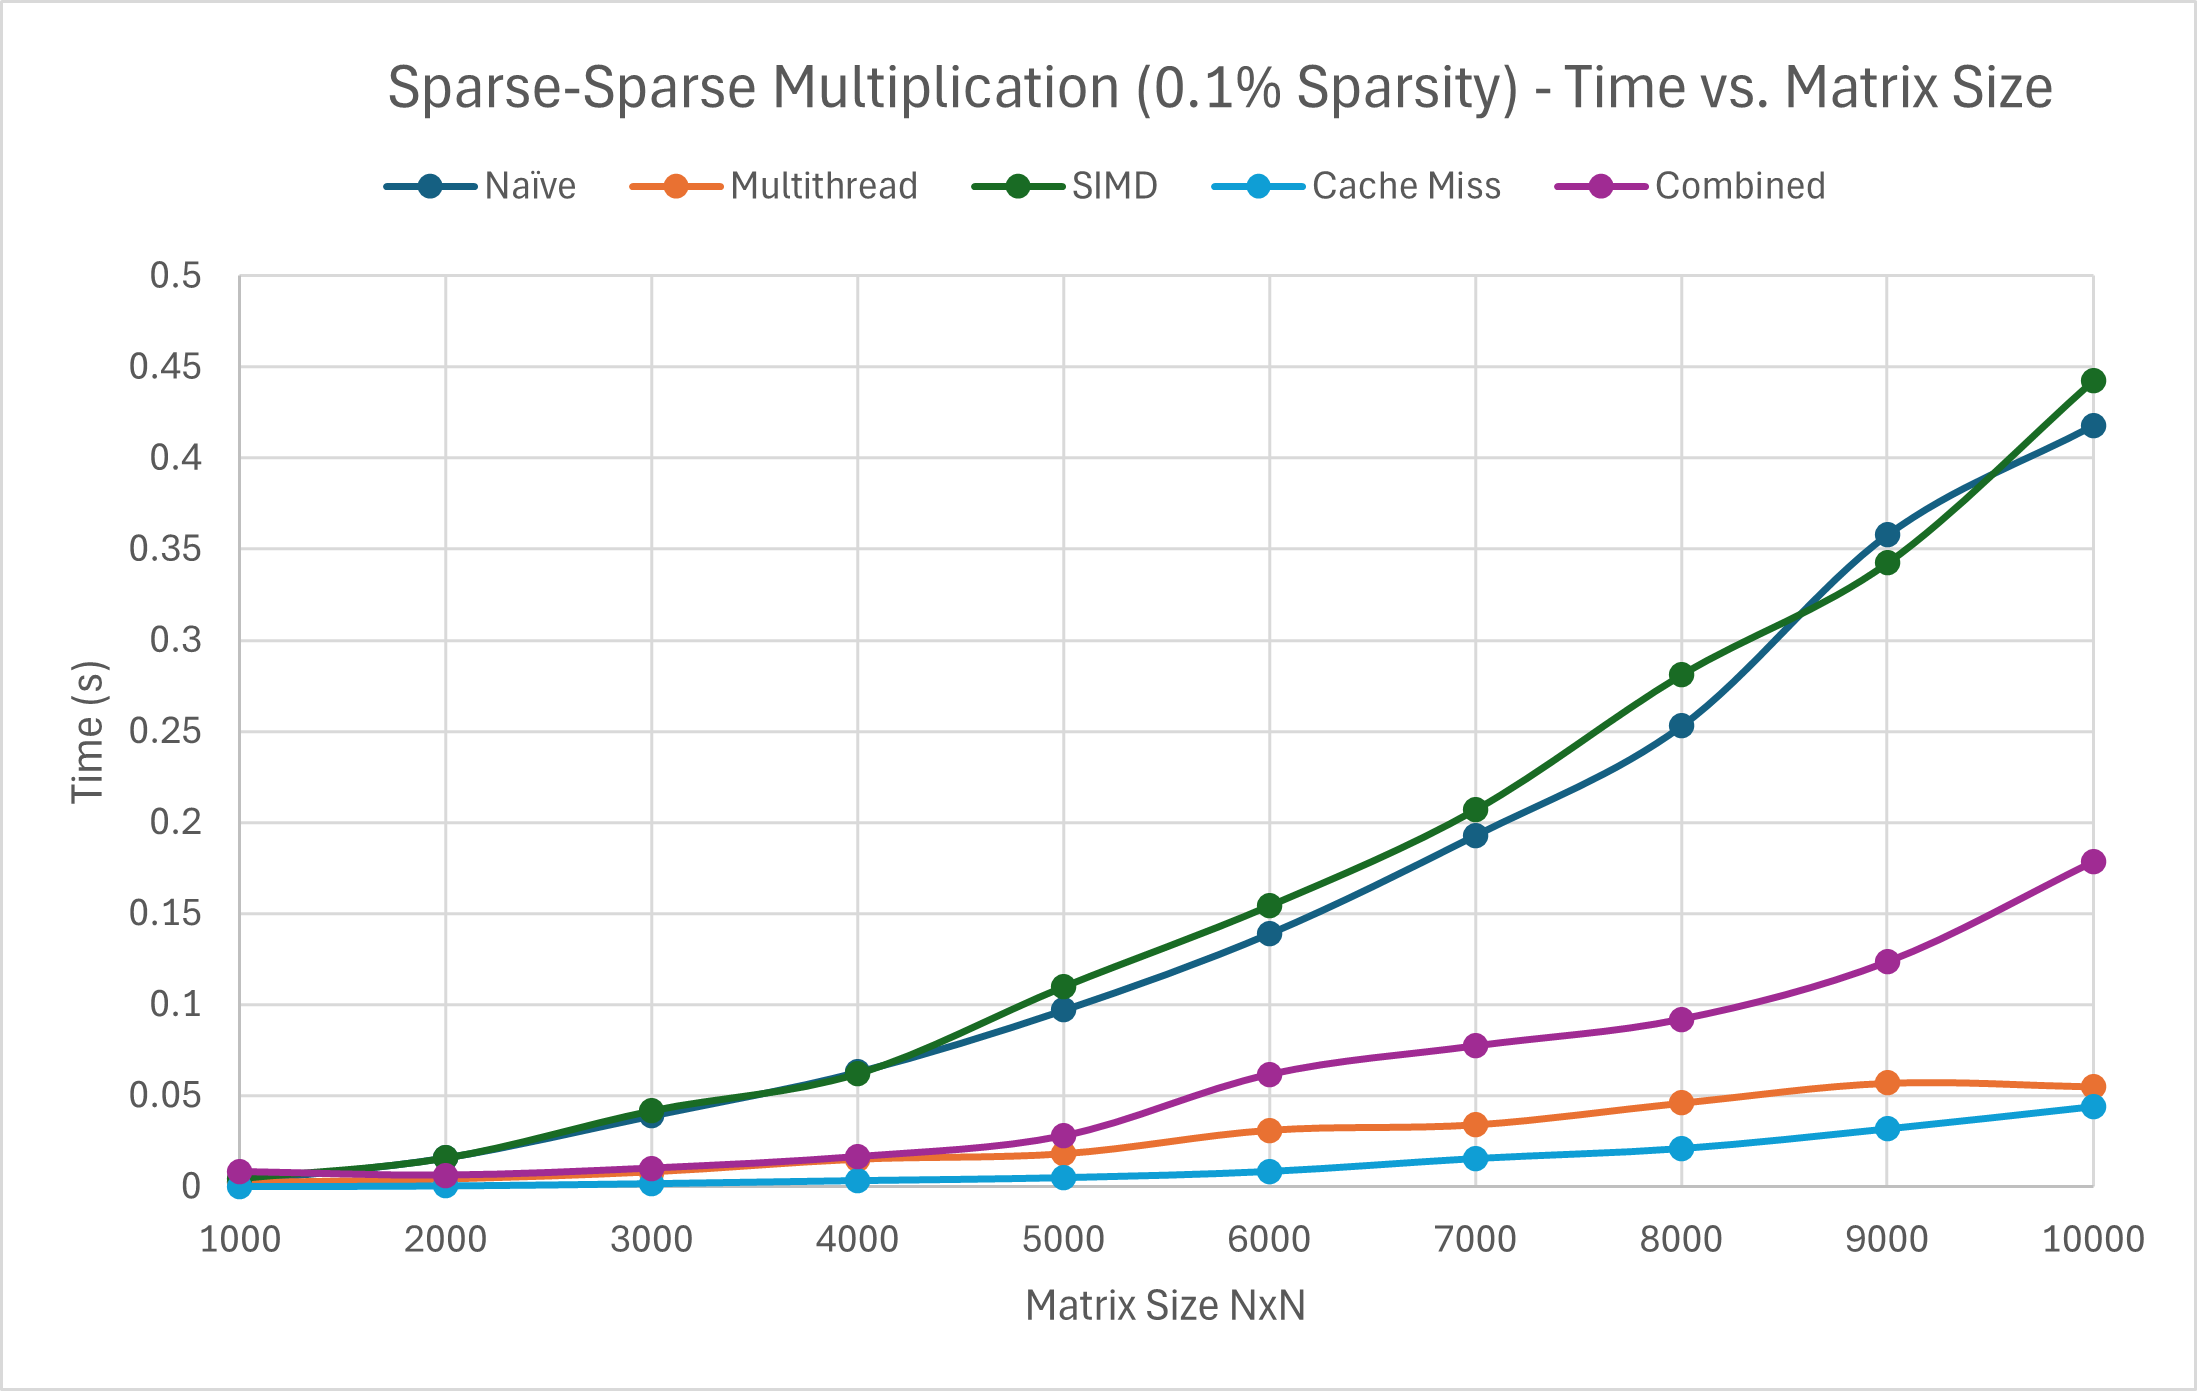 Sparse-Sparse Multiplication (0.1% Sparsity) - Time vs. Matrix Size
Naïve Multithread SIMD Cache Miss Combined
0.5
0.45
0.4
0.35
0.3
0.25
0.2
0.15
0.1
0.05
0
Time (s)
1000 2000 3000 4000 5000 6000 7000 8000 9000 10000
Matrix Size NxN